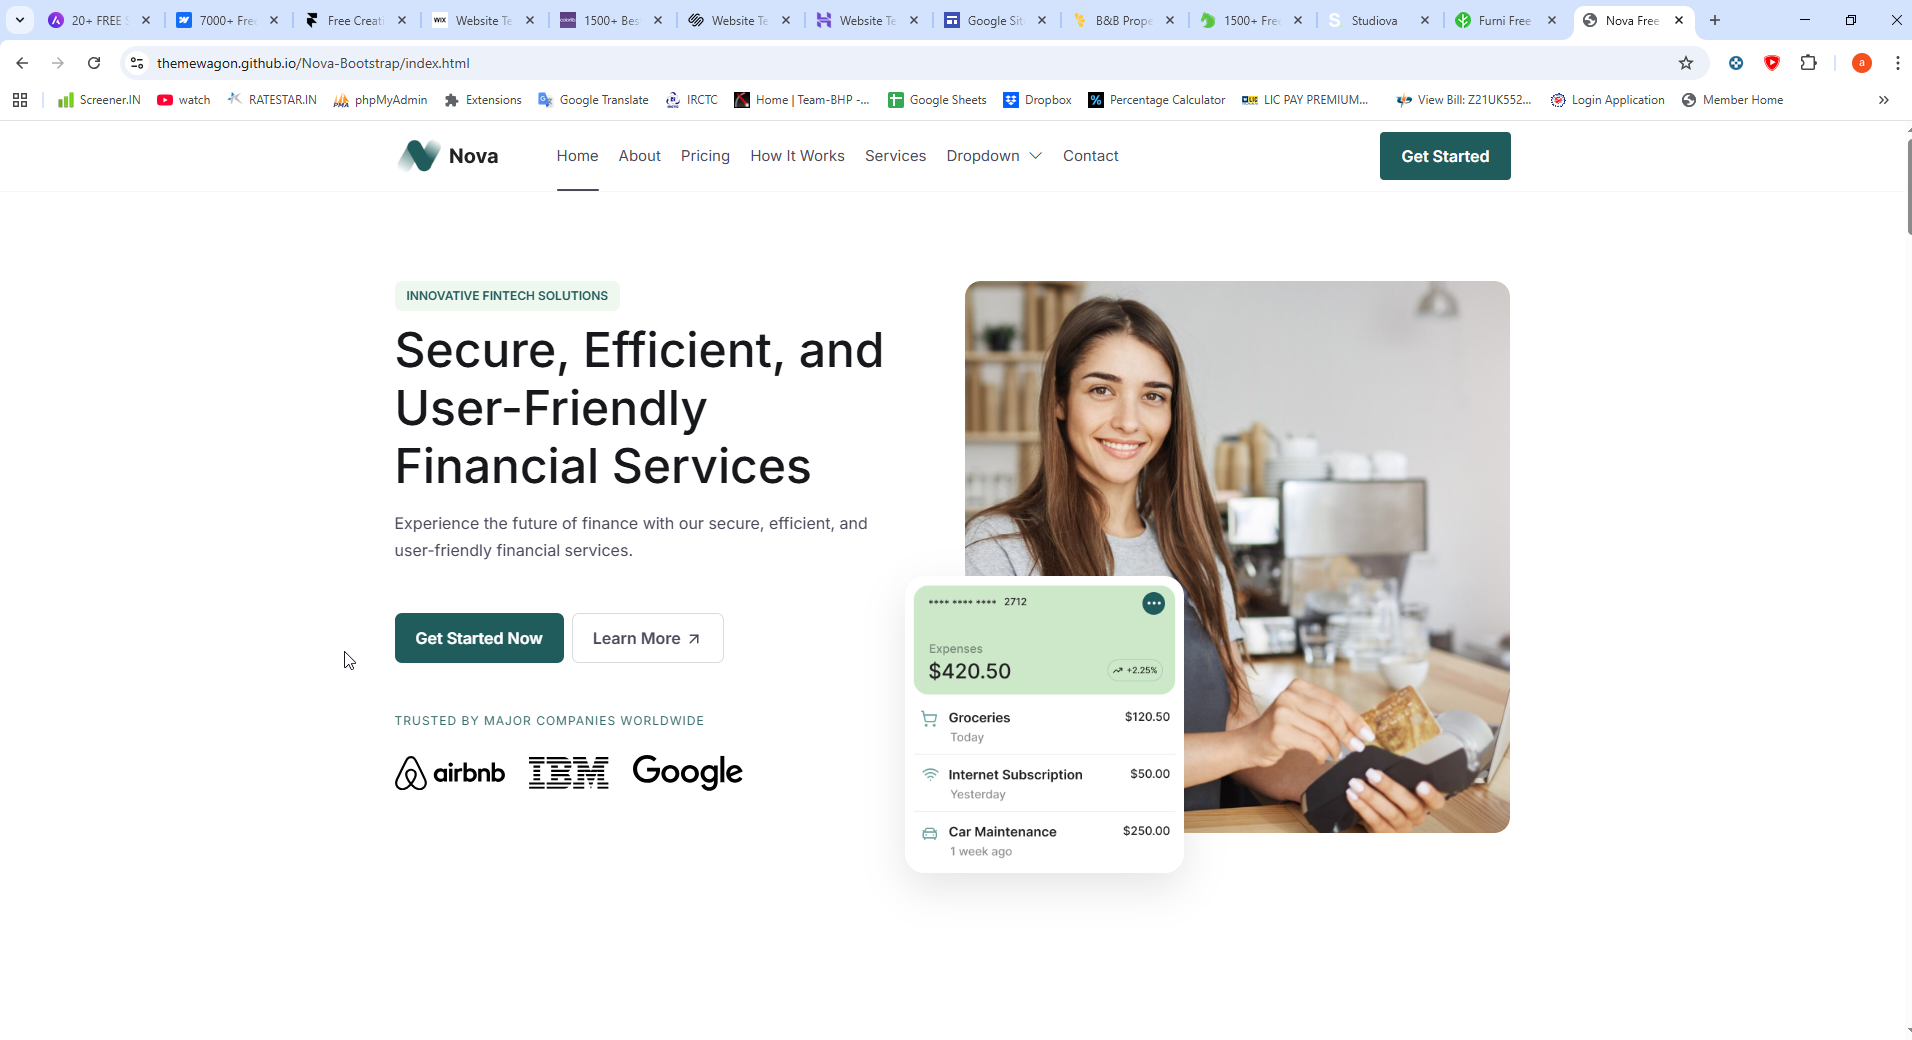 20+ FREE S
7000+ Free
Free Creati
Website Te
1500+ Bes
Website Te
Website Te
Google Sit
B&B Prope
1500+ Free
Studiova
Furni Free
Nova Free
themewagon.github.io/Nova-Bootstrap/index.html
a
Screener.IN
watch
RATESTAR.IN
phpMyAdmin
Extensions
Google Translate
IRCTC
Home | Team-BHP -...
Google Sheets
Dropbox
Percentage Calculator
LIC PAY PREMIUM...
View Bill: Z21UK552...
Login Application
Member Home
Nova
Home
About
Pricing
How It Works
Services
Dropdown
Contact
Get Started
INNOVATIVE FINTECH SOLUTIONS
Secure, Efficient, and
User-Friendly
Financial Services
Experience the future of finance with our secure, efficient, and
user-friendly financial services.
Get Started Now
Learn More
TRUSTED BY MAJOR COMPANIES WORLDWIDE
airbnb
IBM
Google
**** **** **** 2712
Expenses
$420.50
+2.25%
Groceries
$120.50
Today
Internet Subscription
$50.00
Yesterday
Car Maintenance
$250.00
1 week ago